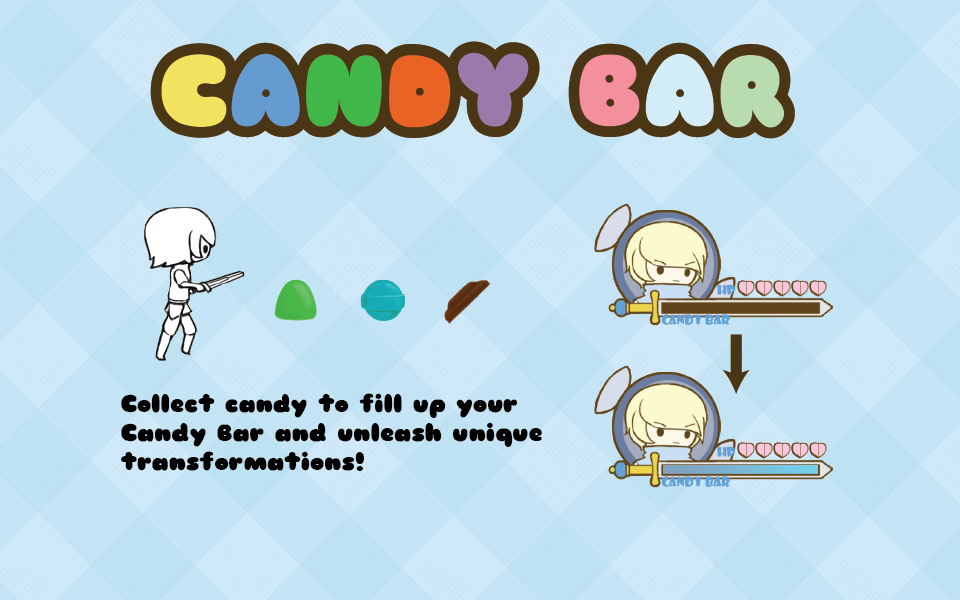 CANDY BAR
Collect candy to fill up your
Candy Bar and unleash unique
transformations!
HP
CANDY BAR
HP
CANDY BAR